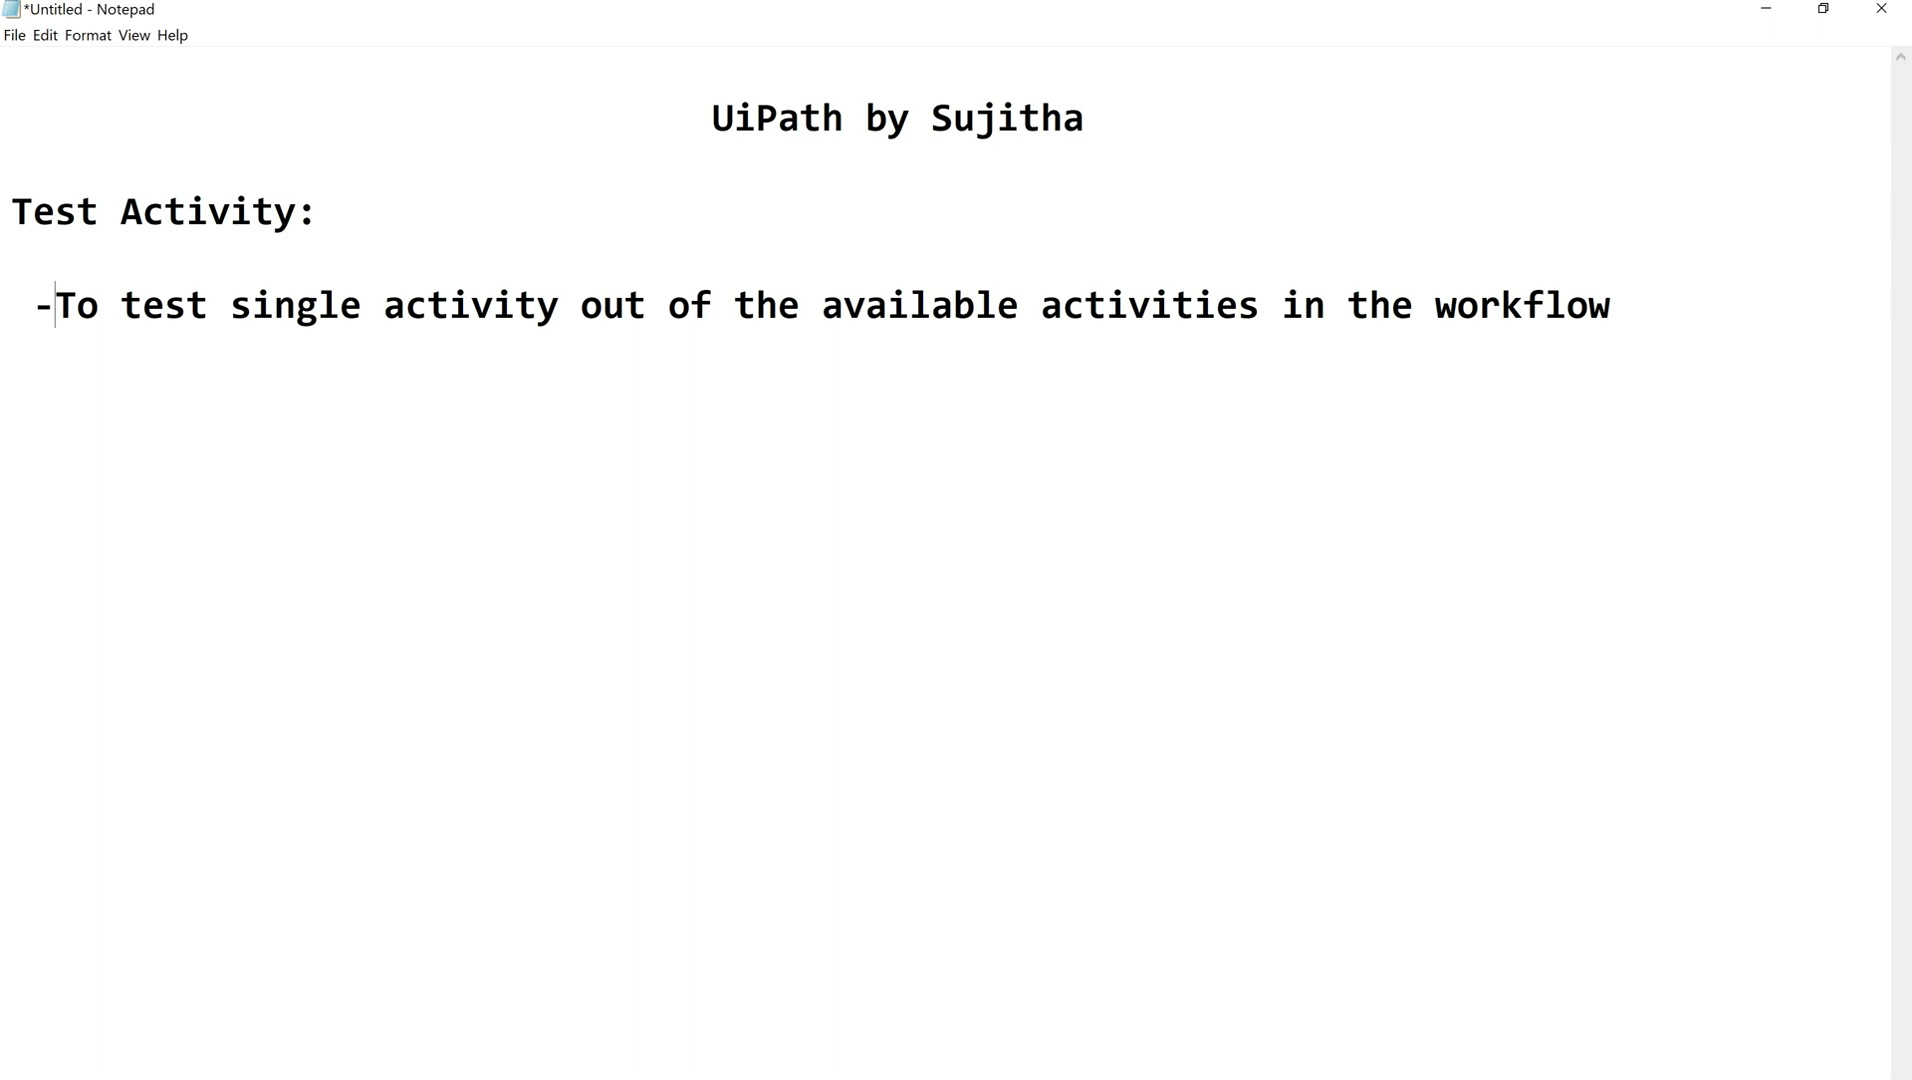 *Untitled - Notepad
File Edit Format View Help
UiPath by Sujitha
Test Activity:
-To test single activity out of the available activities in the workflow